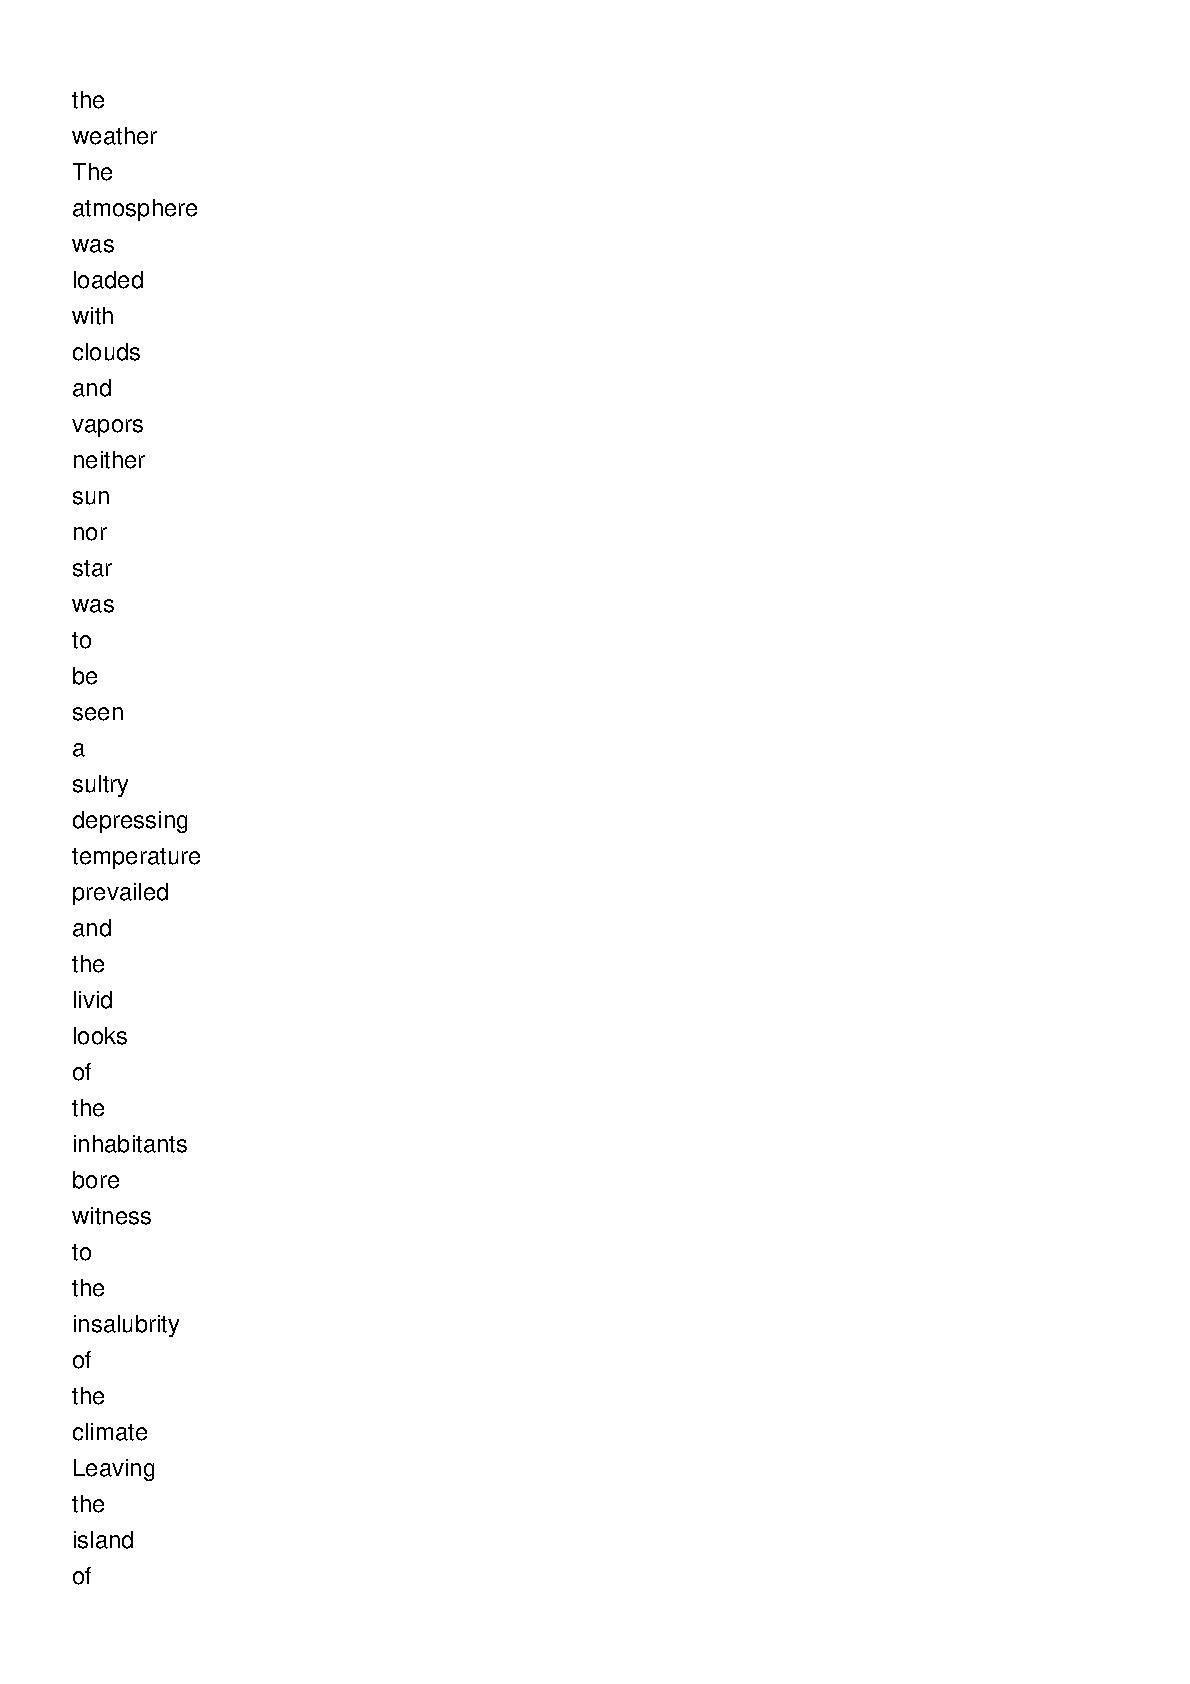 the
weather
The
atmosphere
was
loaded
with
clouds
and
vapors
neither
sun
nor
star
was
to
be
seen
a
sultry
depressing
temperature
prevailed
and
the
livid
looks
of
the
inhabitants
bore
witness
to
the
insalubrity
of
the
climate
Leaving
the
island
of